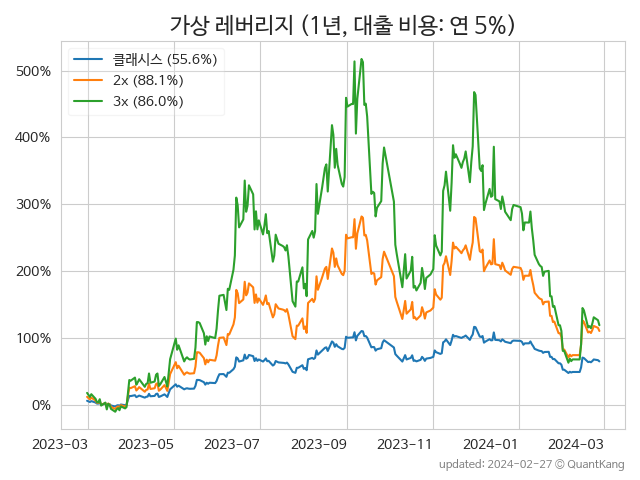 가상 레버리지 (1년, 대출 비용: 연 5%)
클래시스 (55.6%)
2x (88.1%)
3x (86.0%)
500%
400%
300%
200%
100%
0%
2023-03 2023-05 2023-07 2023-09 2023-11 2024-01 2024-03
updated: 2024-02-27 © QuantKang